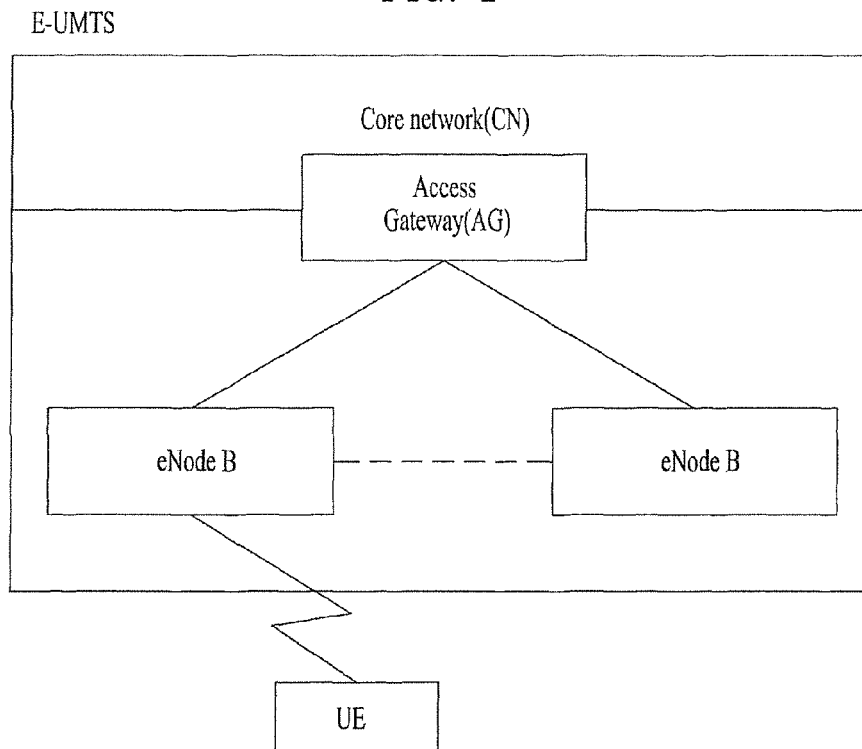 E-UMTS
Core network(CN)
Access
Gateway(AG)
eNode B
eNode B
UE